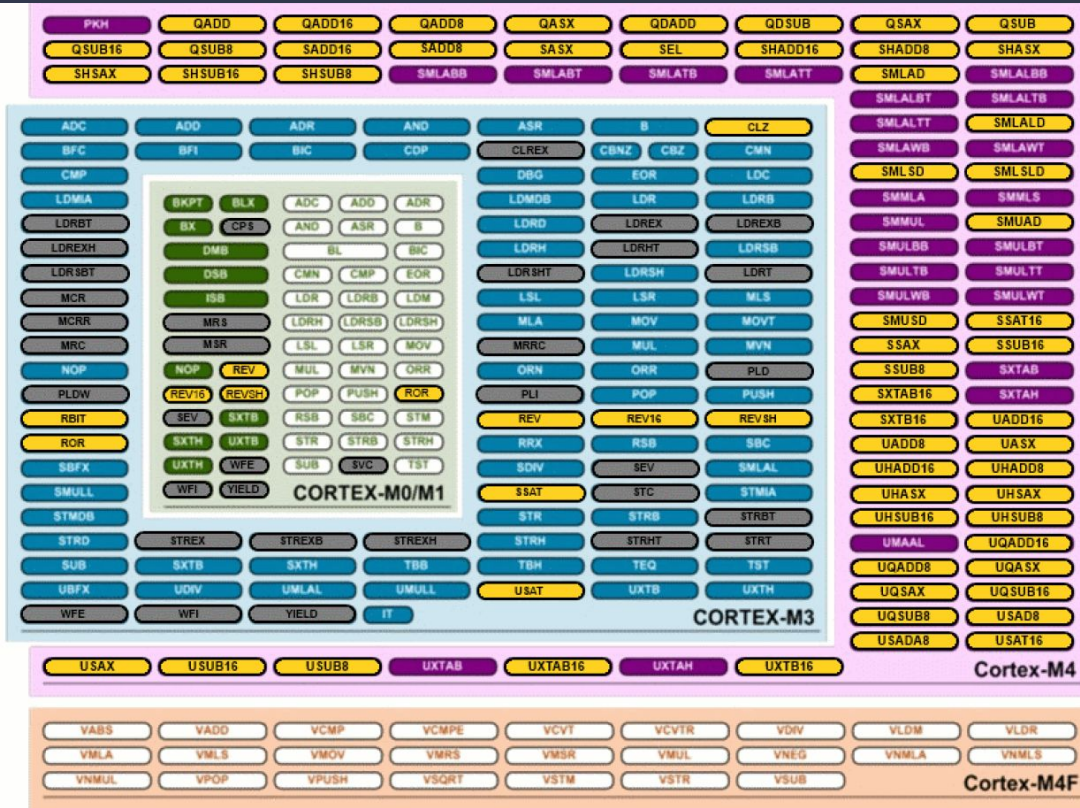 PKH QADD QADD16 QADD8 QASX QDADD QDSUB QSAX QSUB
QSUB16 QSUB8 SADD16 SADD8 SASX SEL SHADD16 SHADD8 SHASX
SHSAX SHSUB16 SHSUB8 SMLABB SMLABT SMLATB SMLATT SMLAD SMLALBB
SMLALBT SMLALTB
ADC ADD ADR AND ASR B CLZ SMLALTT SMLALD
BFC BFI BIC CDP CLREX CBNZ CBZ CMN SMLAWB SMLAWT
CMP DBG EOR LDC SMLSD SMLSLD
LDMIA BKPT BLX ADC ADD ADR LDMDB LDR LDRB SMMLA SMMLS
LDRBT BX CPS AND ASR B LDRD LDREX LDREXB SMMUL SMUAD
LDREXH DMB BL BIC LDRH LDRHT LDRSB SMULBB SMULBT
LDRSBT DSB CMN CMP EOR LDRSHT LDRSH LDRT SMULTB SMULTT
MCR ISB LDR LDRB LDM LSL LSR MLS SMULWB SMULWT
MCRR MRS LDRH LDRSB LDRSH MLA MOV MOVT SMUSD SSAT16
MRC MSR LSL LSR MOV MRRC MUL MVN SSAX SSUB16
NOP NOP REV MUL MVN ORR ORN ORR PLD SSUB8 SXTAB
PLDW REV16 REVSH POP PUSH ROR PLI POP PUSH SXTAB16 SXTAH
RBIT SEV SXTB RSB SBC STM REV REV16 REVSH SXTB16 UADD16
ROR SXTH UXTB STR STRB STRH RRX RSB SBC UADD8 UASX
SBFX UXTH WFE SUB SVC TST SDIV SEV SMLAL UHADD16 UHADD8
SMULL WFI YIELD CORTEX-M0/M1 SSAT STC STMIA UHASX UHSAX
STMDB STR STRB STRBT UHSUB16 UHSUB8
STRD STREX STREXB STREXH STRH STRHT STRT UMAAL UQADD16
SUB SXTB SXTH TBB TBH TEQ TST UQADD8 UQASX
UBFX UDIV UMLAL UMULL USAT UXTB UXTH UQSAX UQSUB16
WFE WFI YIELD IT CORTEX-M3 UQSUB8 USAD8
USADA8 USAT16
USAX USUB16 USUB8 UXTAB UXTAB16 UXTAH UXTB16 Cortex-M4
VABS VADD VCMP VCMPE VCVT VCVTR VDIV VLDM VLDR
VMLA VMLS VMOV VMRS VMSR VMUL VNEG VNMLA VNMLS
VNMUL VPOP VPUSH VSQRT VSTM VSTR VSUB Cortex-M4F